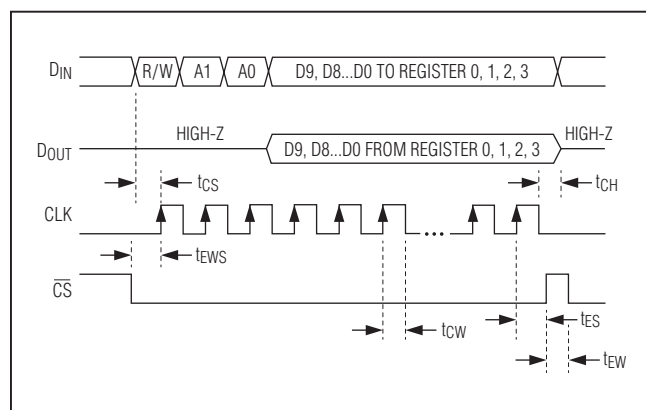 DIN
R/W
A1
A0
D9, D8...D0 TO REGISTER 0, 1, 2, 3
HIGH-Z
HIGH-Z
DOUT
D9, D8...D0 FROM REGISTER 0, 1, 2, 3
tCS
tCH
CLK
tEWS
CS
tCW
tES
tEW